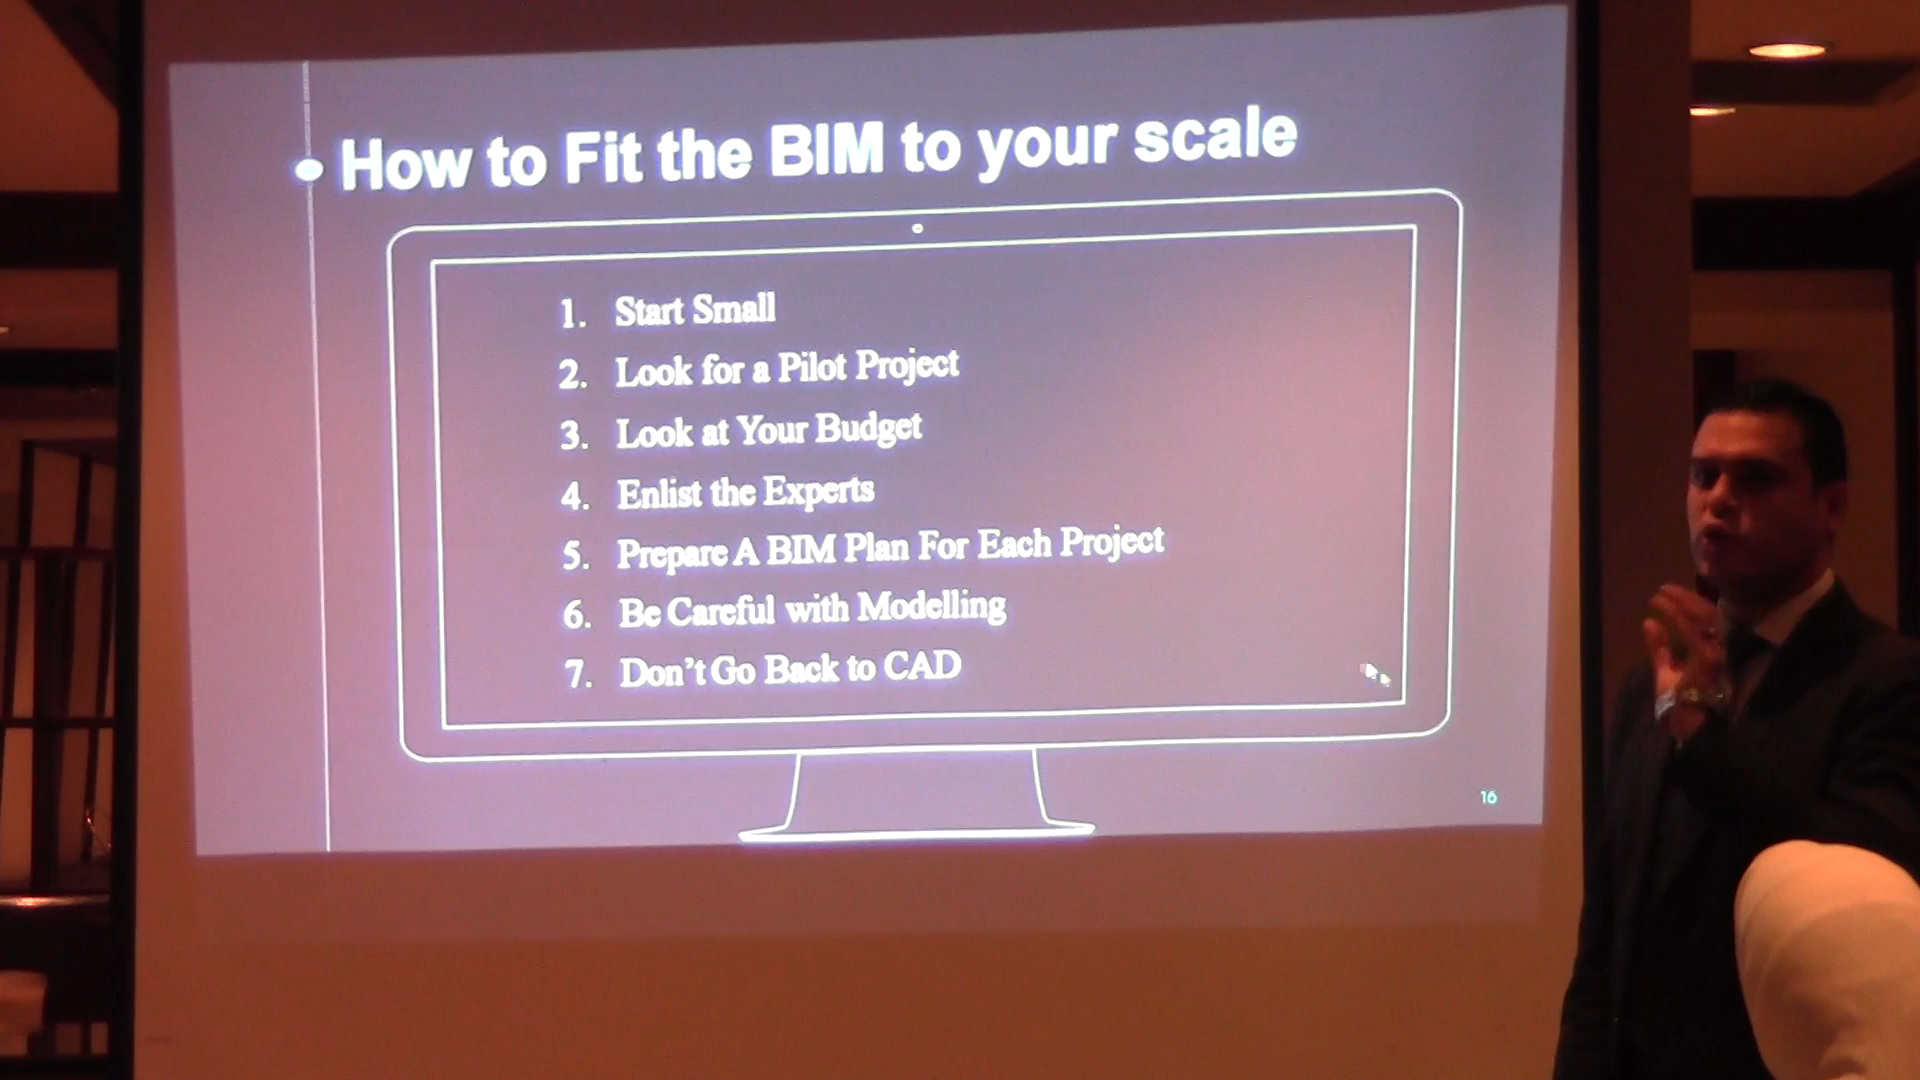 • How to Fit the BIM to your scale
1. Start Small
2. Look for a Pilot Project
3. Look at Your Budget
4. Enlist the Experts
5. Prepare A BIM Plan For Each Project
6. Be Careful with Modelling
7. Don't Go Back to CAD
16